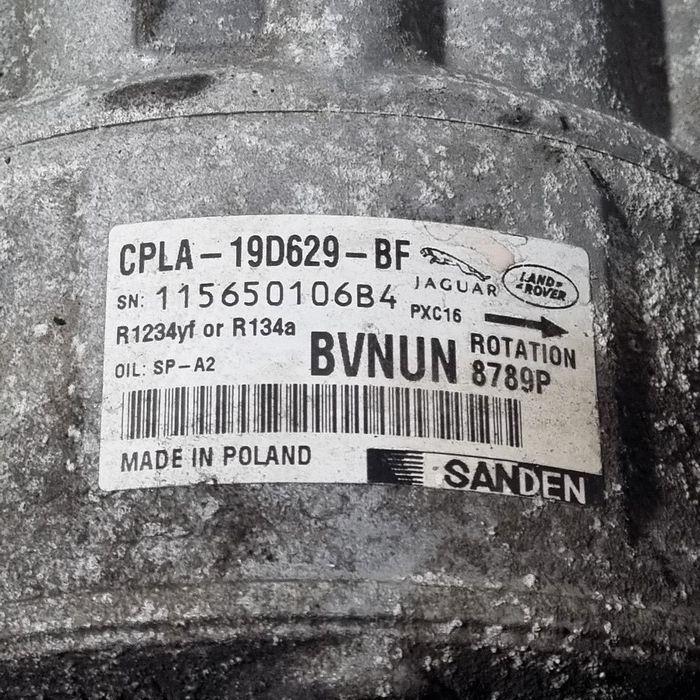 CPLA-19D629-BF
JAGUAR
LAND ROVER
SN: 115650106B4
PXC16
R1234yf or R134a
ROTATION
OIL: SP-A2
BVNUN
8789P
MADE IN POLAND
SANDEN